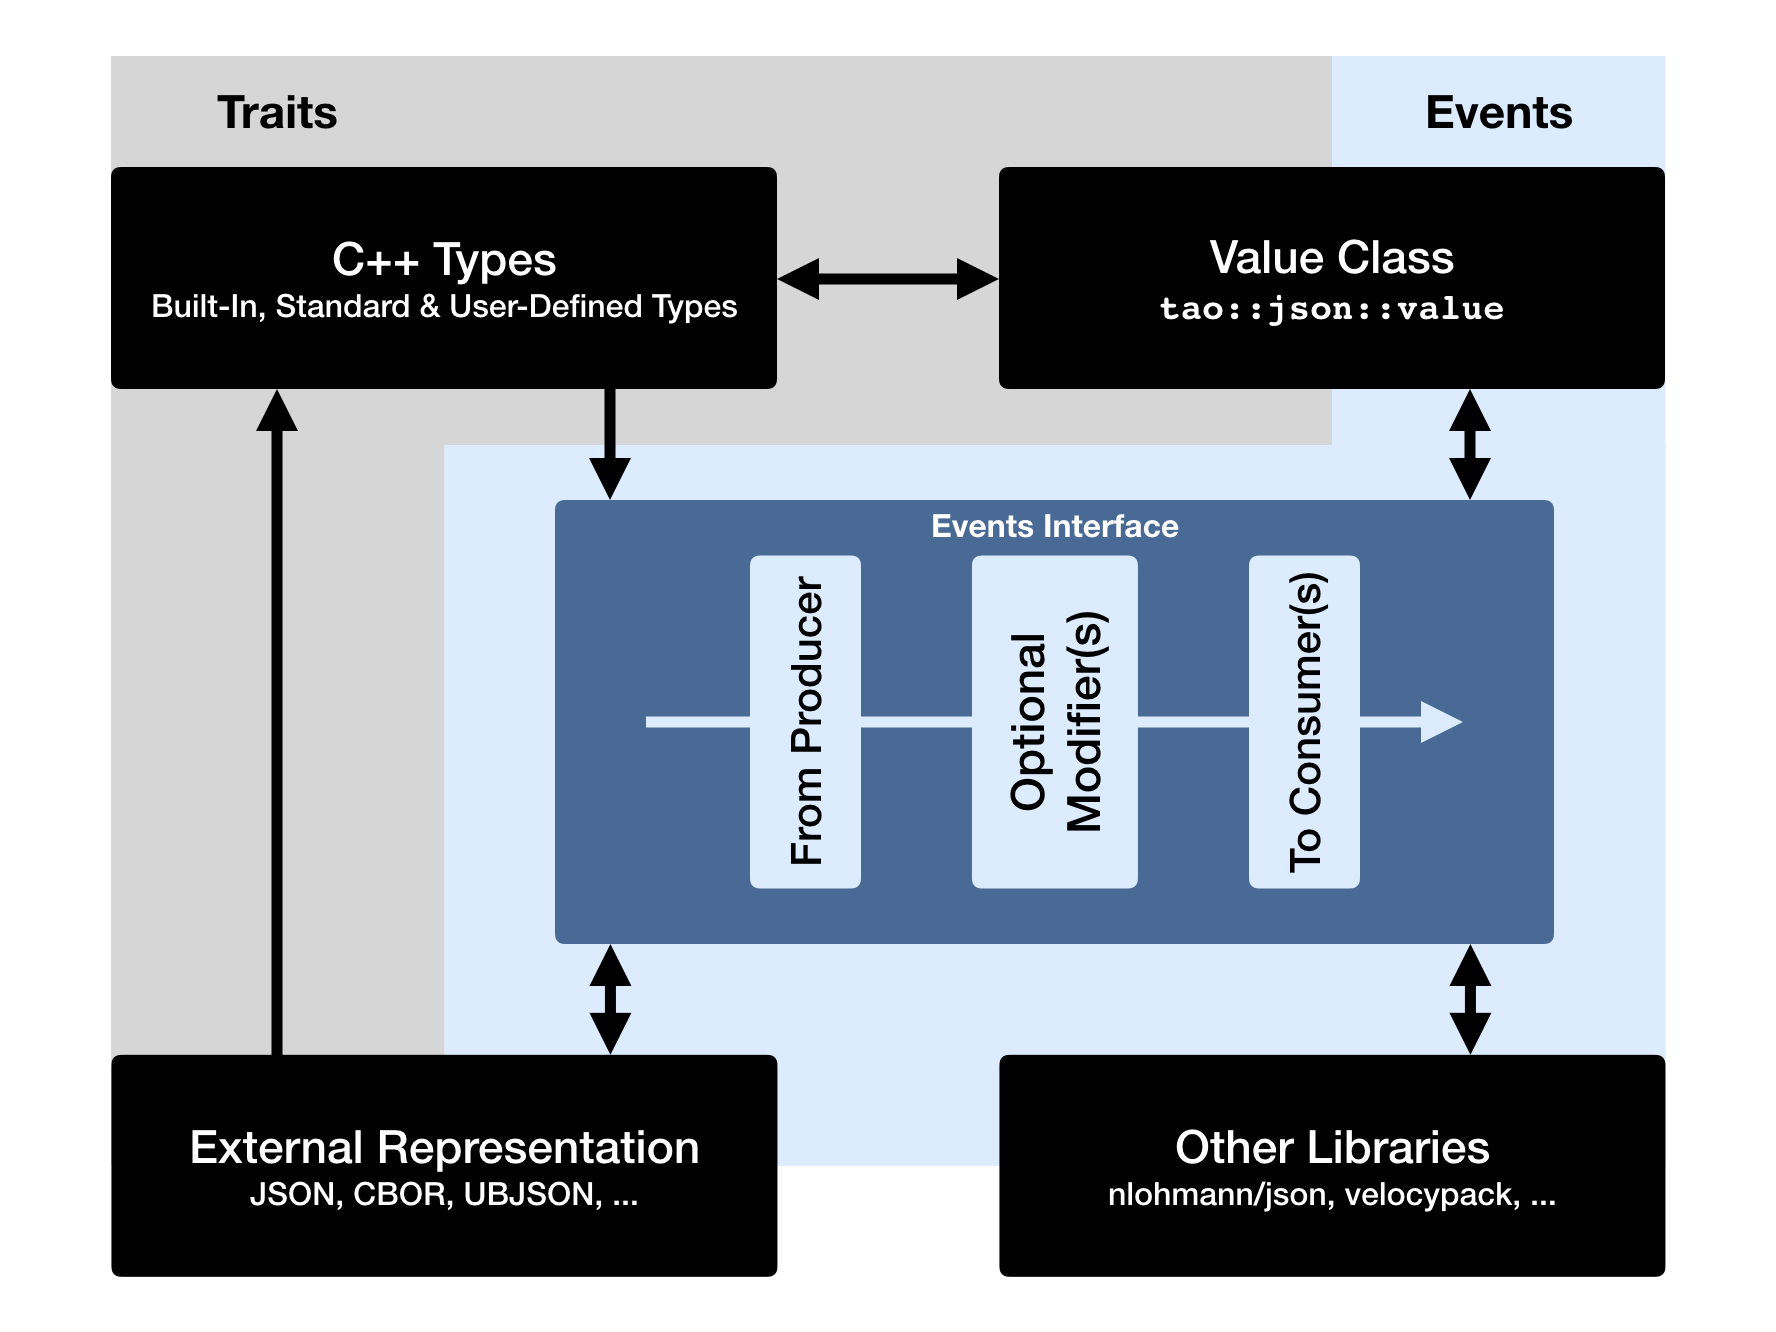 Traits
Events
C++ Types
Built-In, Standard & User-Defined Types
Value Class
tao::json::value
Events Interface
From Producer
Optional
Modifier(s)
To Consumer(s)
External Representation
JSON, CBOR, UBJSON, ...
Other Libraries
nlohmann/json, velocypack, ...